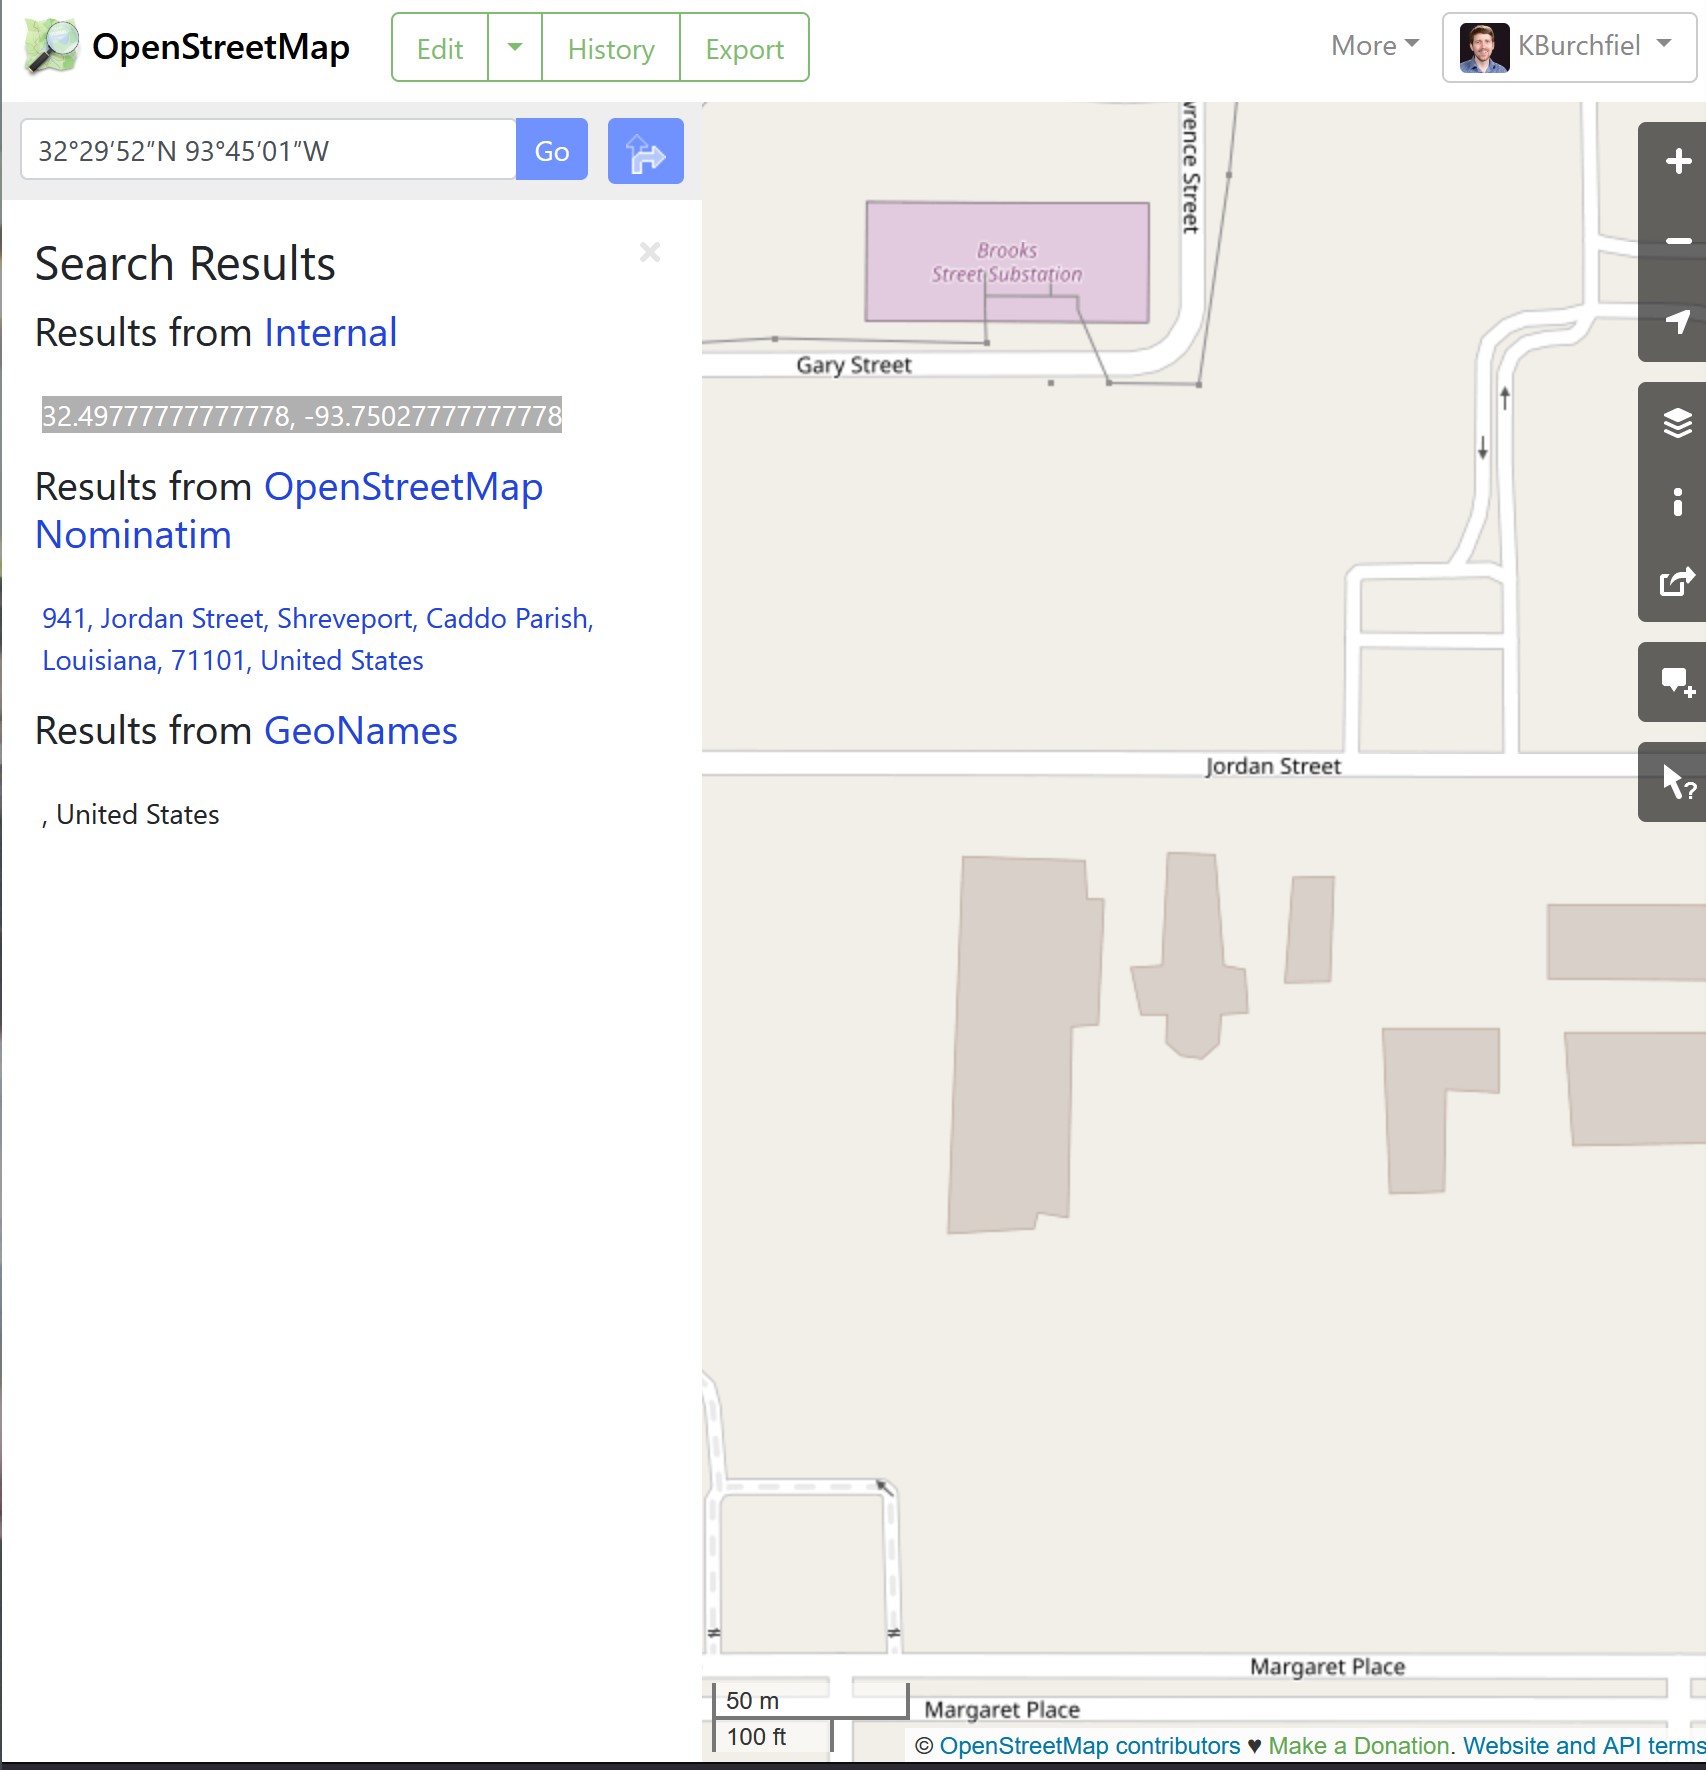 OpenStreetMap
Edit
History
Export
More
KBurchfiel
32°29′52″N 93°45′01″W
Go
Search Results
Results from Internal
32.49777777777778, -93.75027777777778
Results from OpenStreetMap
Nominatim
941, Jordan Street, Shreveport, Caddo Parish,
Louisiana, 71101, United States
Results from GeoNames
, United States
wrence Street
Brooks
Street Substation
Gary Street
Jordan Street
?
Margaret Place
Margaret Place
50 m
100 ft
© OpenStreetMap contributors ♥ Make a Donation. Website and API terms